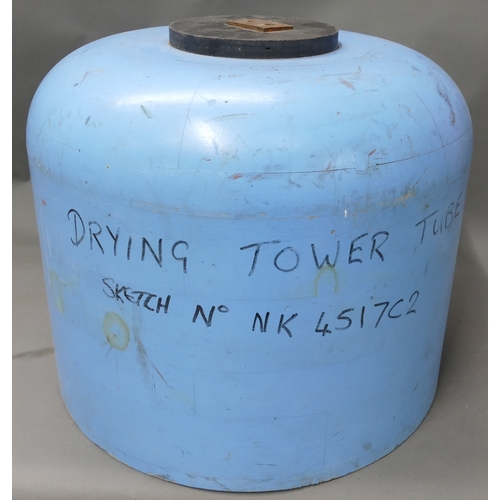 DRYING TOWER TUBE
SKETCH Nº NK 4517C2